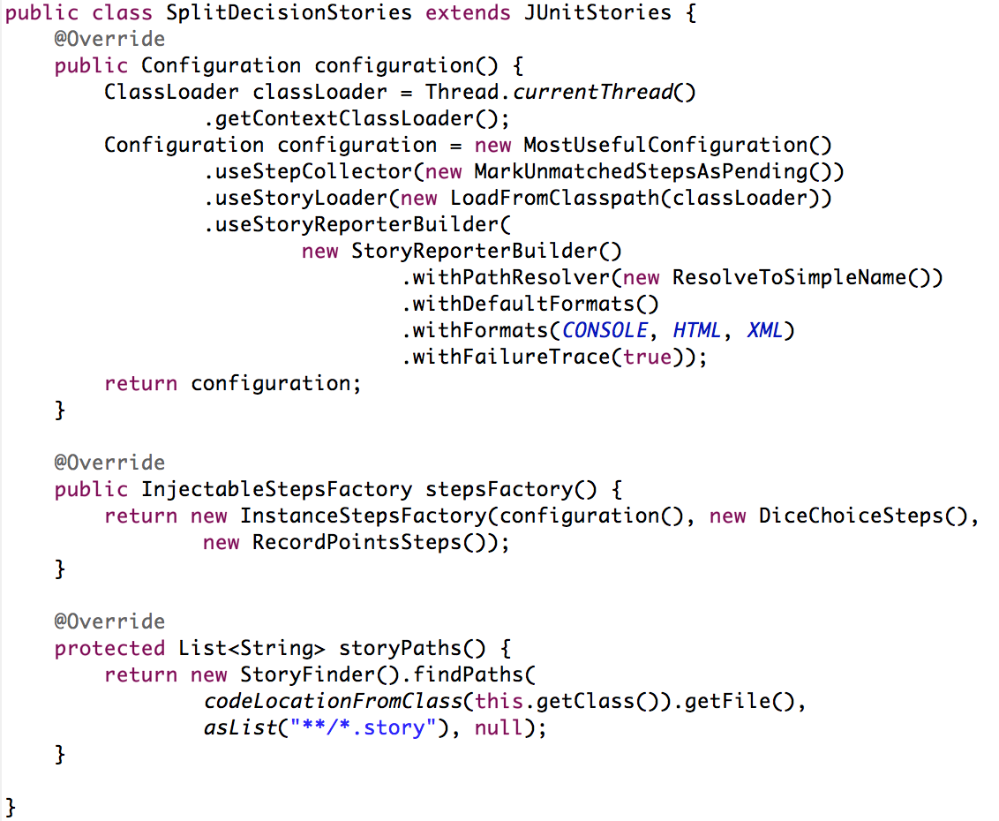 public class SplitDecisionStories extends JUnitStories {
    @Override
    public Configuration configuration() {
        ClassLoader classLoader = Thread.currentThread()
                .getContextClassLoader();
        Configuration configuration = new MostUsefulConfiguration()
                .useStepCollector(new MarkUnmatchedStepsAsPending())
                .useStoryLoader(new LoadFromClasspath(classLoader))
                .useStoryReporterBuilder(
                        new StoryReporterBuilder()
                                .withPathResolver(new ResolveToSimpleName())
                                .withDefaultFormats()
                                .withFormats(CONSOLE, HTML, XML)
                                .withFailureTrace(true));
        return configuration;
    }

    @Override
    public InjectableStepsFactory stepsFactory() {
        return new InstanceStepsFactory(configuration(), new DiceChoiceSteps(),
                new RecordPointsSteps());
    }

    @Override
    protected List<String> storyPaths() {
        return new StoryFinder().findPaths(
                codeLocationFromClass(this.getClass()).getFile(),
                asList("**/*.story"), null);
    }

}